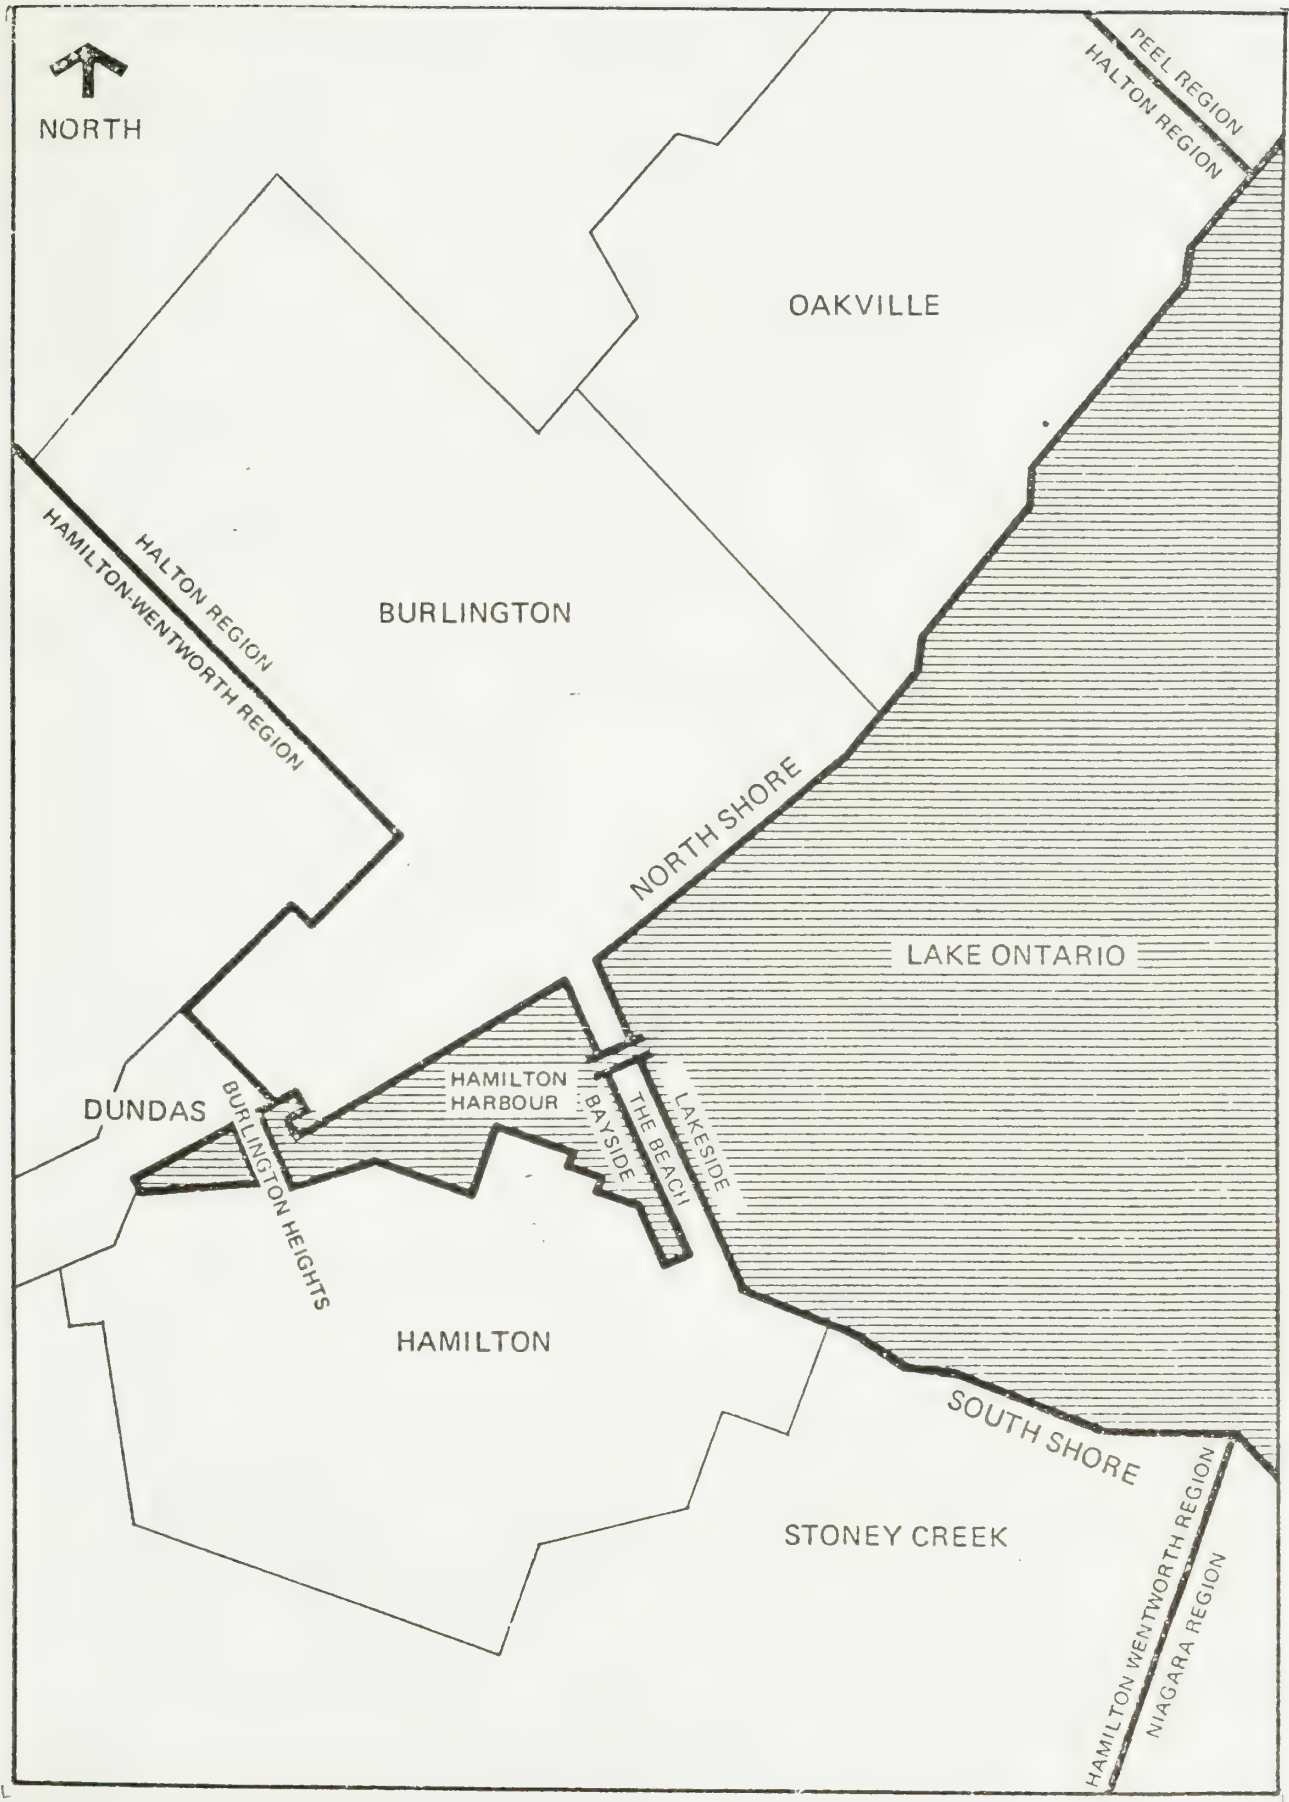 NORTH
PEEL REGION
HALTON REGION
OAKVILLE
HALTON REGION
HAMILTON-WENTWORTH REGION
BURLINGTON
NORTH SHORE
LAKE ONTARIO
HAMILTON
HARBOUR
DUNDAS
BURLINGTON HEIGHTS
BAYSIDE
THE BEACH
LAKESIDE
HAMILTON
SOUTH SHORE
STONEY CREEK
HAMILTON WENTWORTH REGION
NIAGARA REGION